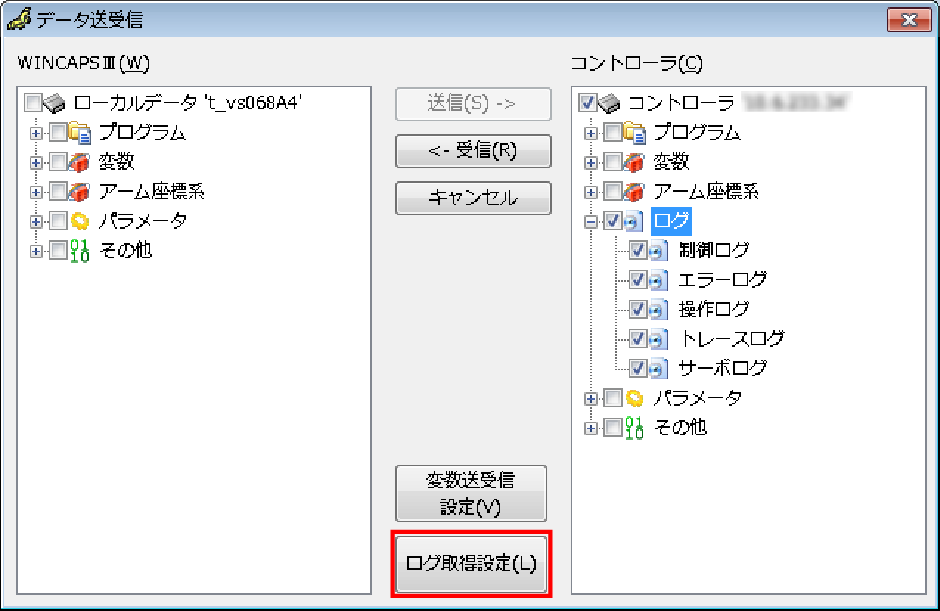 データ送受信
WINCAPSⅢ(W)
ローカルデータ 't_vs068A4'
プログラム
変数
アーム座標系
パラメータ
その他
送信(S) ->
<- 受信(R)
キャンセル
変数送受信
設定(V)
ログ取得設定(L)
コントローラ(C)
コントローラ
プログラム
変数
アーム座標系
ログ
制御ログ
エラーログ
操作ログ
トレースログ
サーボログ
パラメータ
その他